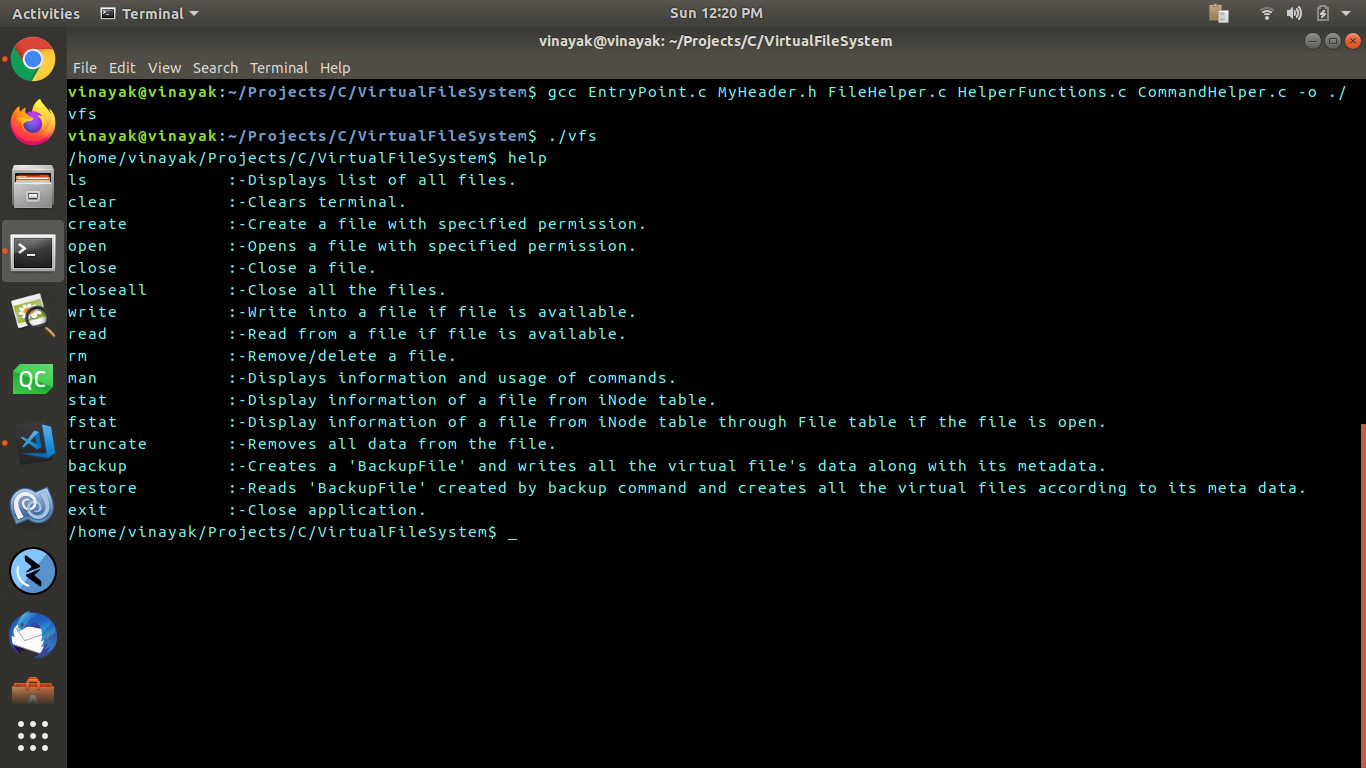 Activities Terminal Sun 12:20 PM
vinayak@vinayak: ~/Projects/C/VirtualFileSystem
File Edit View Search Terminal Help
vinayak@vinayak:~/Projects/C/VirtualFileSystem$ gcc EntryPoint.c MyHeader.h FileHelper.c HelperFunctions.c CommandHelper.c -o ./
vfs
vinayak@vinayak:~/Projects/C/VirtualFileSystem$ ./vfs
/home/vinayak/Projects/C/VirtualFileSystem$ help
ls :-Displays list of all files.
clear :-Clears terminal.
create :-Create a file with specified permission.
open :-Opens a file with specified permission.
close :-Close a file.
closeall :-Close all the files.
write :-Write into a file if file is available.
read :-Read from a file if file is available.
rm :-Remove/delete a file.
man :-Displays information and usage of commands.
stat :-Display information of a file from iNode table.
fstat :-Display information of a file from iNode table through File table if the file is open.
truncate :-Removes all data from the file.
backup :-Creates a 'BackupFile' and writes all the virtual file's data along with its metadata.
restore :-Reads 'BackupFile' created by backup command and creates all the virtual files according to its meta data.
exit :-Close application.
/home/vinayak/Projects/C/VirtualFileSystem$ _
QC